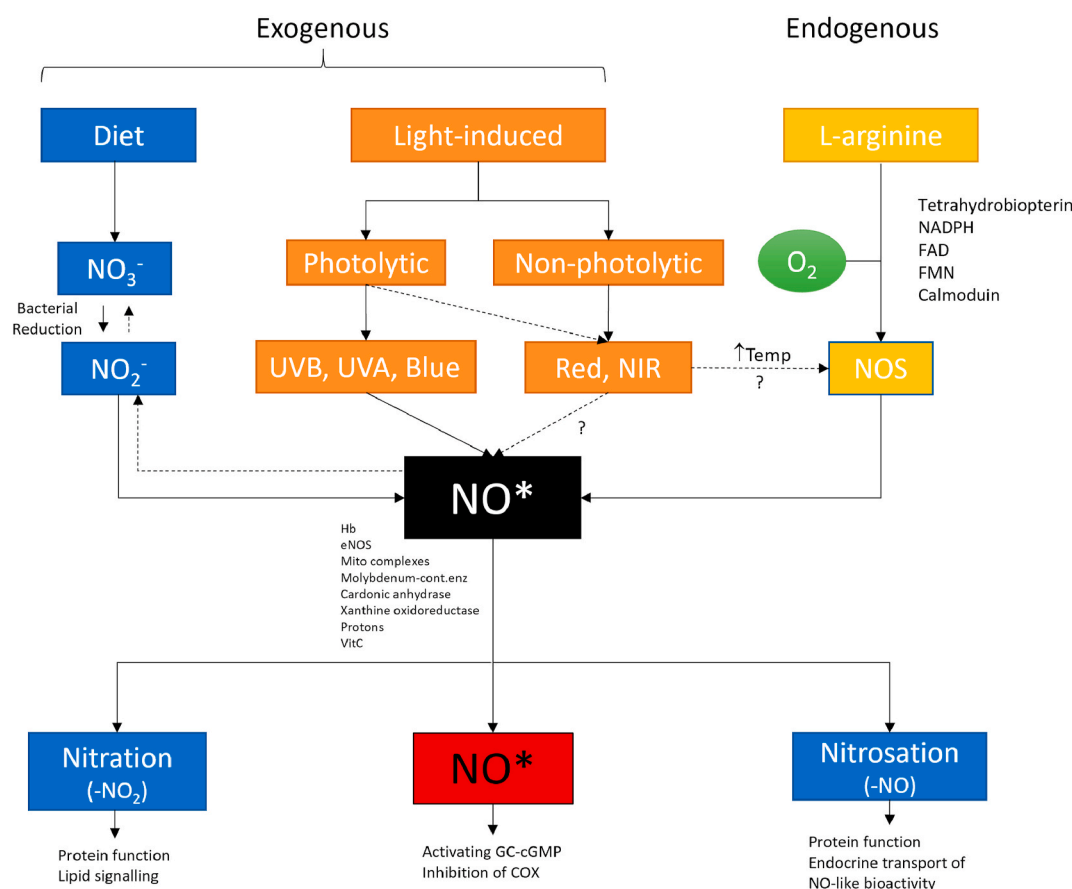 Exogenous
Endogenous
Diet
Light-induced
L-arginine
Tetrahydrobiopterin
NADPH
FAD
FMN
Calmoduin
O₂
Photolytic
Non-photolytic
NO₃⁻
Bacterial
Reduction
NO₂⁻
UVB, UVA, Blue
Red, NIR
↑Temp
?
NOS
?
NO*
Hb
eNOS
Mito complexes
Molybdenum-cont.enz
Cardonic anhydrase
Xanthine oxidoreductase
Protons
VitC
Nitration
(-NO₂)
NO*
Nitrosation
(-NO)
Protein function
Lipid signalling
Activating GC-cGMP
Inhibition of COX
Protein function
Endocrine transport of
NO-like bioactivity